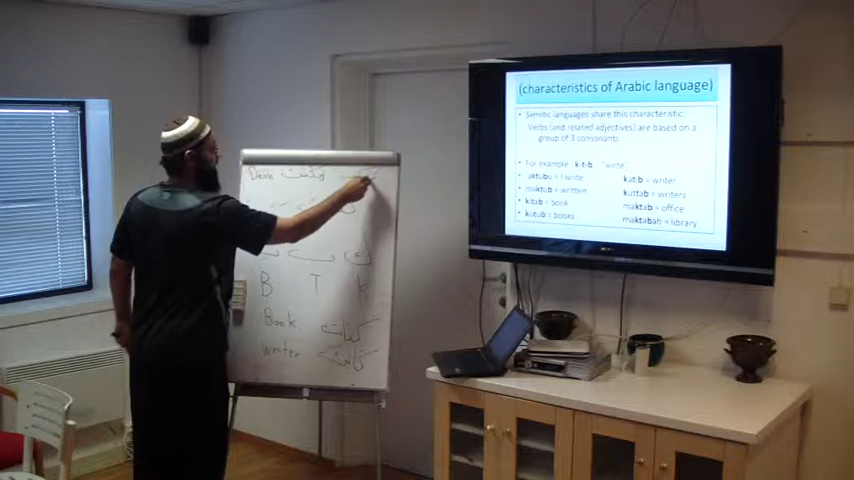 (characteristics of Arabic language)
• Semitic languages share this characteristic
Verbs (and related adjectives) are based on a group of 3 consonants
• For example: k-t-b "write"
• 'aktubu = I write
• maktub = written
• kitab = book
• kutub = books
katib = writer
kuttab = writers
maktab = office
maktabah = library
B T K
Book كتاب
writer كاتب